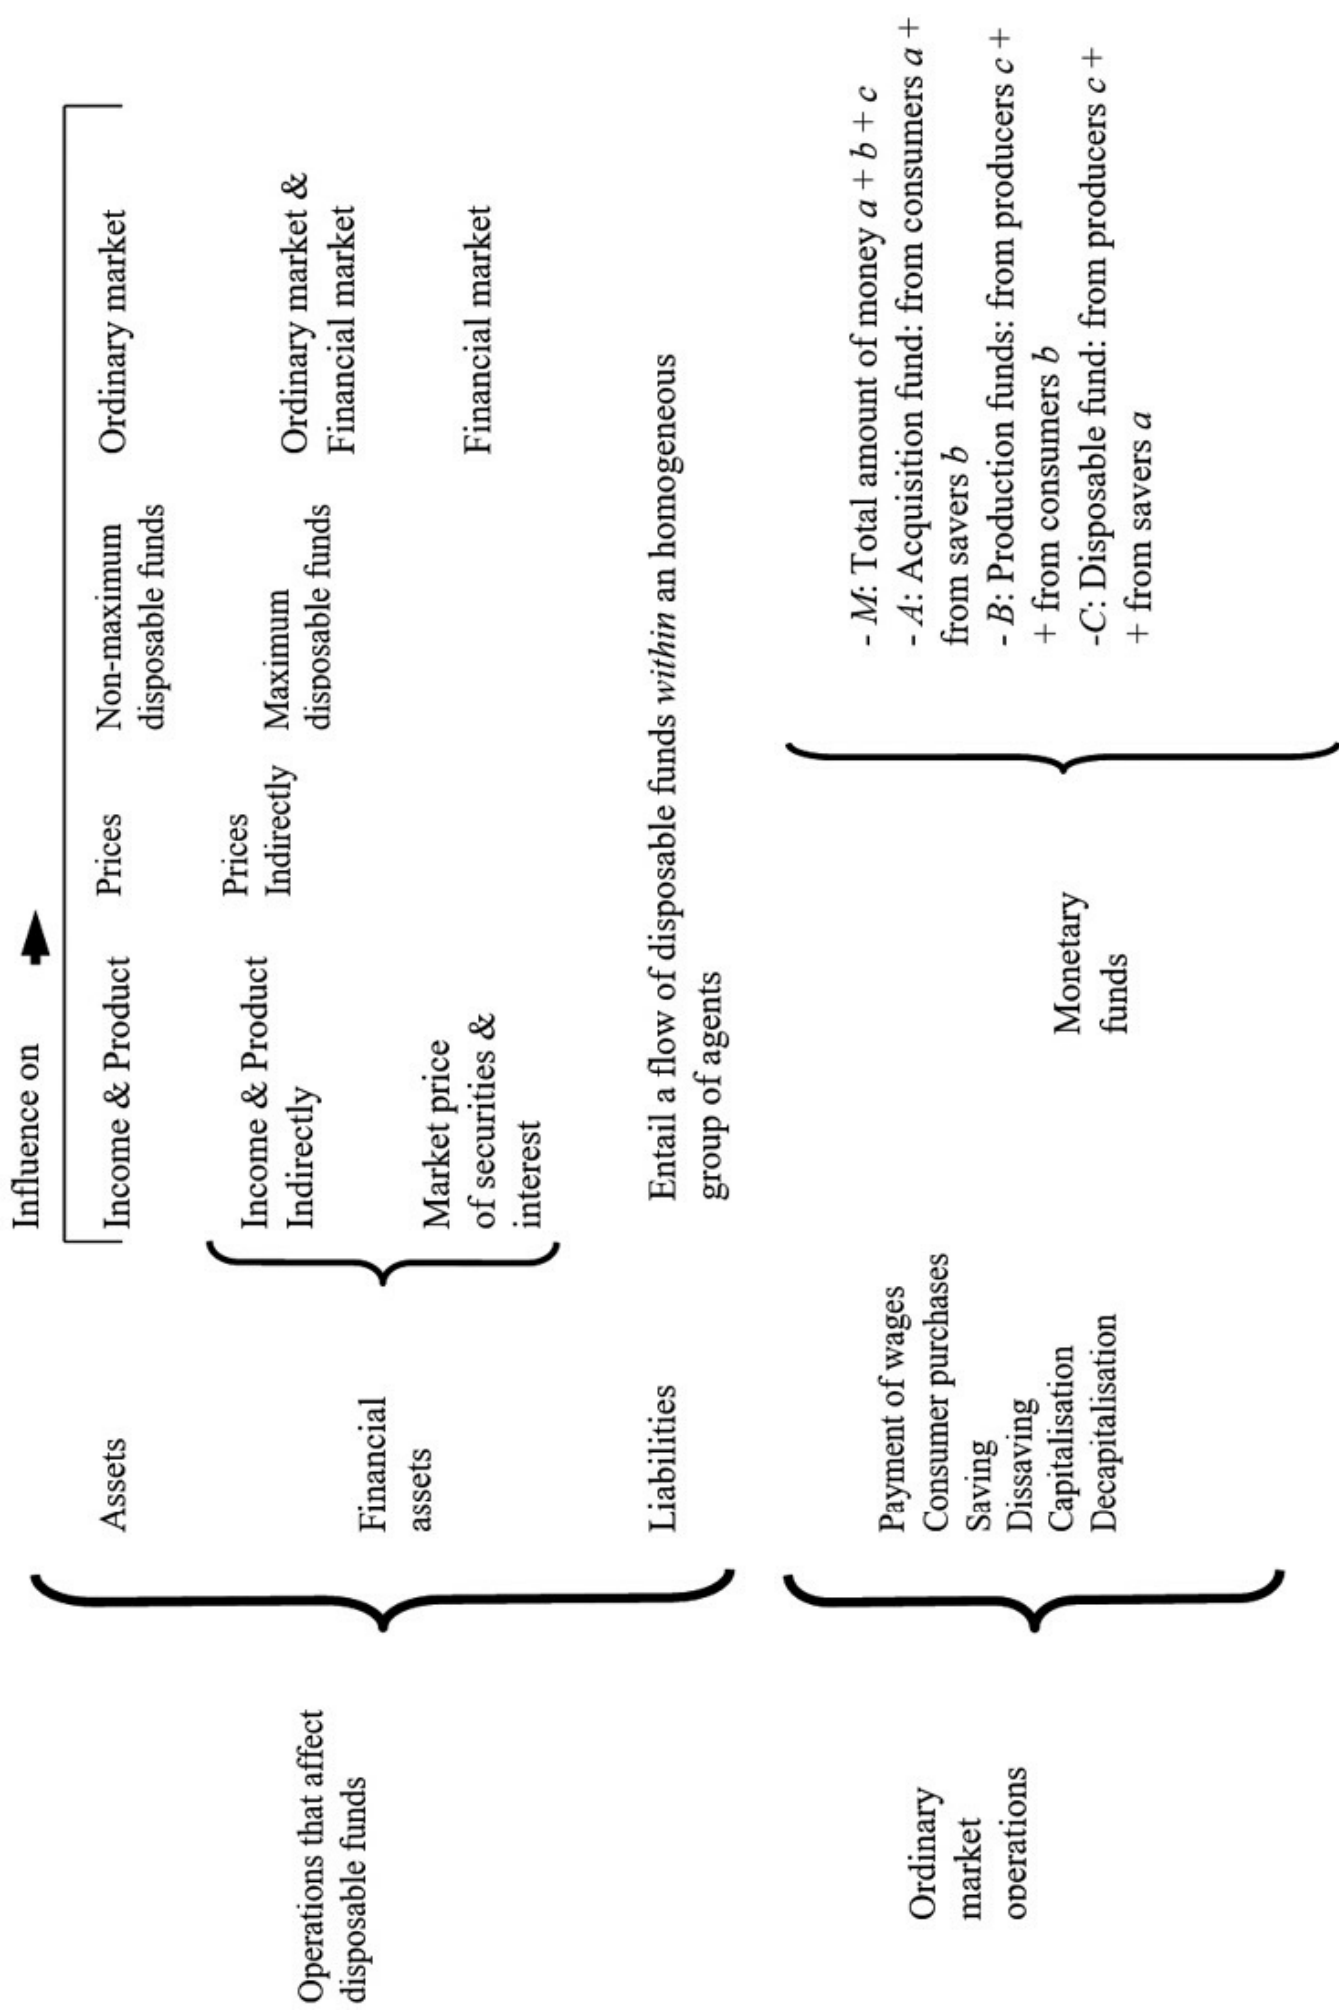 Influence on
Income & Product
Prices
Non-maximum
disposable funds
Ordinary market
Assets
Income & Product
Indirectly
Prices
Indirectly
Maximum
disposable funds
Ordinary market &
Financial market
Operations that affect
disposable funds
Financial
assets
Market price
of securities &
interest
Financial market
Liabilities
Entail a flow of disposable funds within an homogeneous
group of agents
Ordinary
market
operations
Payment of wages
Consumer purchases
Saving
Dissaving
Capitalisation
Decapitalisation
Monetary
funds
- M: Total amount of money a + b + c
- A: Acquisition fund: from consumers a +
from savers b
- B: Production funds: from producers c +
+ from consumers b
-C: Disposable fund: from producers c +
+ from savers a